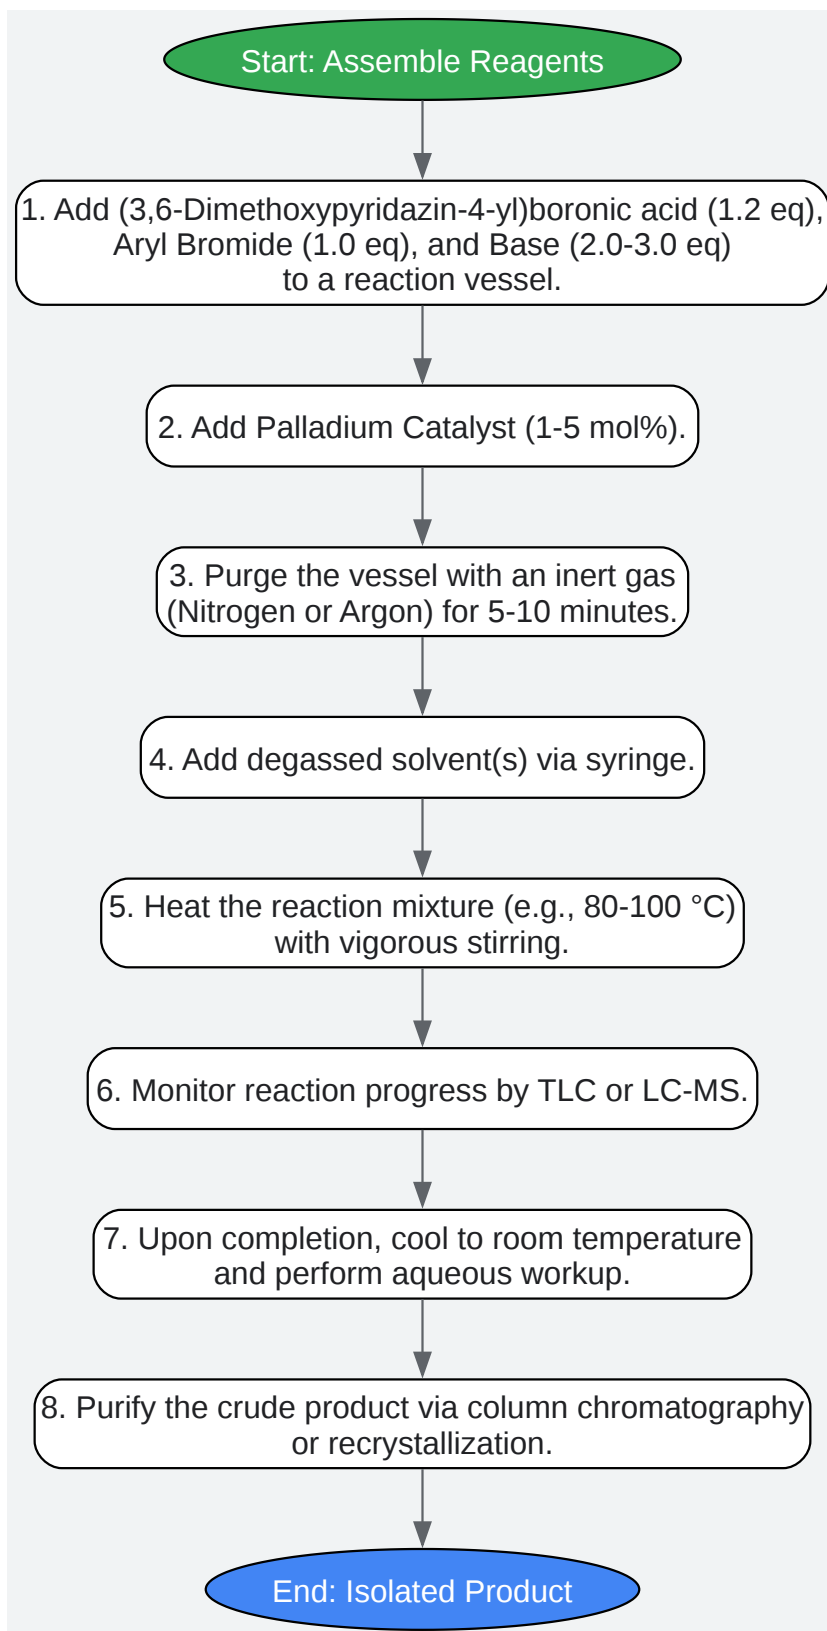 Start: Assemble Reagents
1. Add (3,6-Dimethoxypyridazin-4-yl)boronic acid (1.2 eq),
Aryl Bromide (1.0 eq), and Base (2.0-3.0 eq)
to a reaction vessel.
2. Add Palladium Catalyst (1-5 mol%).
3. Purge the vessel with an inert gas
(Nitrogen or Argon) for 5-10 minutes.
4. Add degassed solvent(s) via syringe.
5. Heat the reaction mixture (e.g., 80-100 °C)
with vigorous stirring.
6. Monitor reaction progress by TLC or LC-MS.
7. Upon completion, cool to room temperature
and perform aqueous workup.
8. Purify the crude product via column chromatography
or recrystallization.
End: Isolated Product